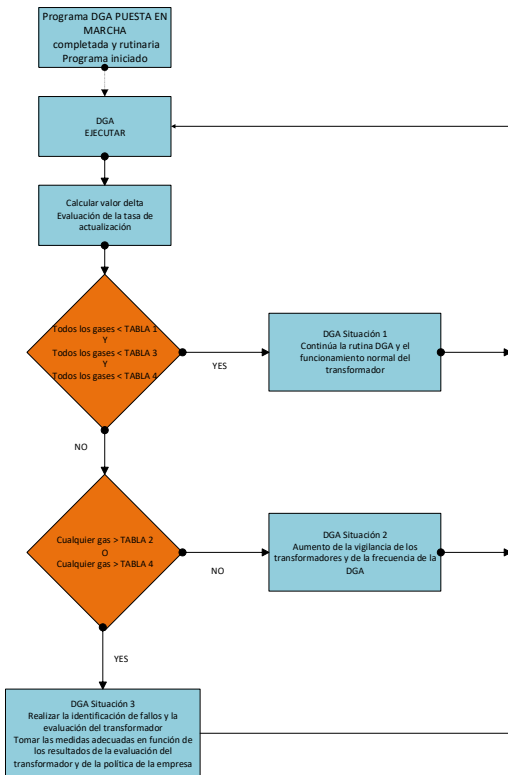 Programa DGA PUESTA EN
MARCHA
completada y rutinaria
Programa iniciado
DGA
EJECUTAR
Calcular valor delta
Evaluación de la tasa de
actualización
Todos los gases < TABLA 1
Y
Todos los gases < TABLA 3
Y
Todos los gases < TABLA 4
YES
DGA Situación 1
Continúa la rutina DGA y el
funcionamiento normal del
transformador
NO
Cualquier gas > TABLA 2
O
Cualquier gas > TABLA 4
NO
DGA Situación 2
Aumento de la vigilancia de los
transformadores y de la frecuencia de la
DGA
YES
DGA Situación 3
Realizar la identificación de fallos y la
evaluación del transformador
Tomar las medidas adecuadas en función de
los resultados de la evaluación del
transformador y de la política de la empresa